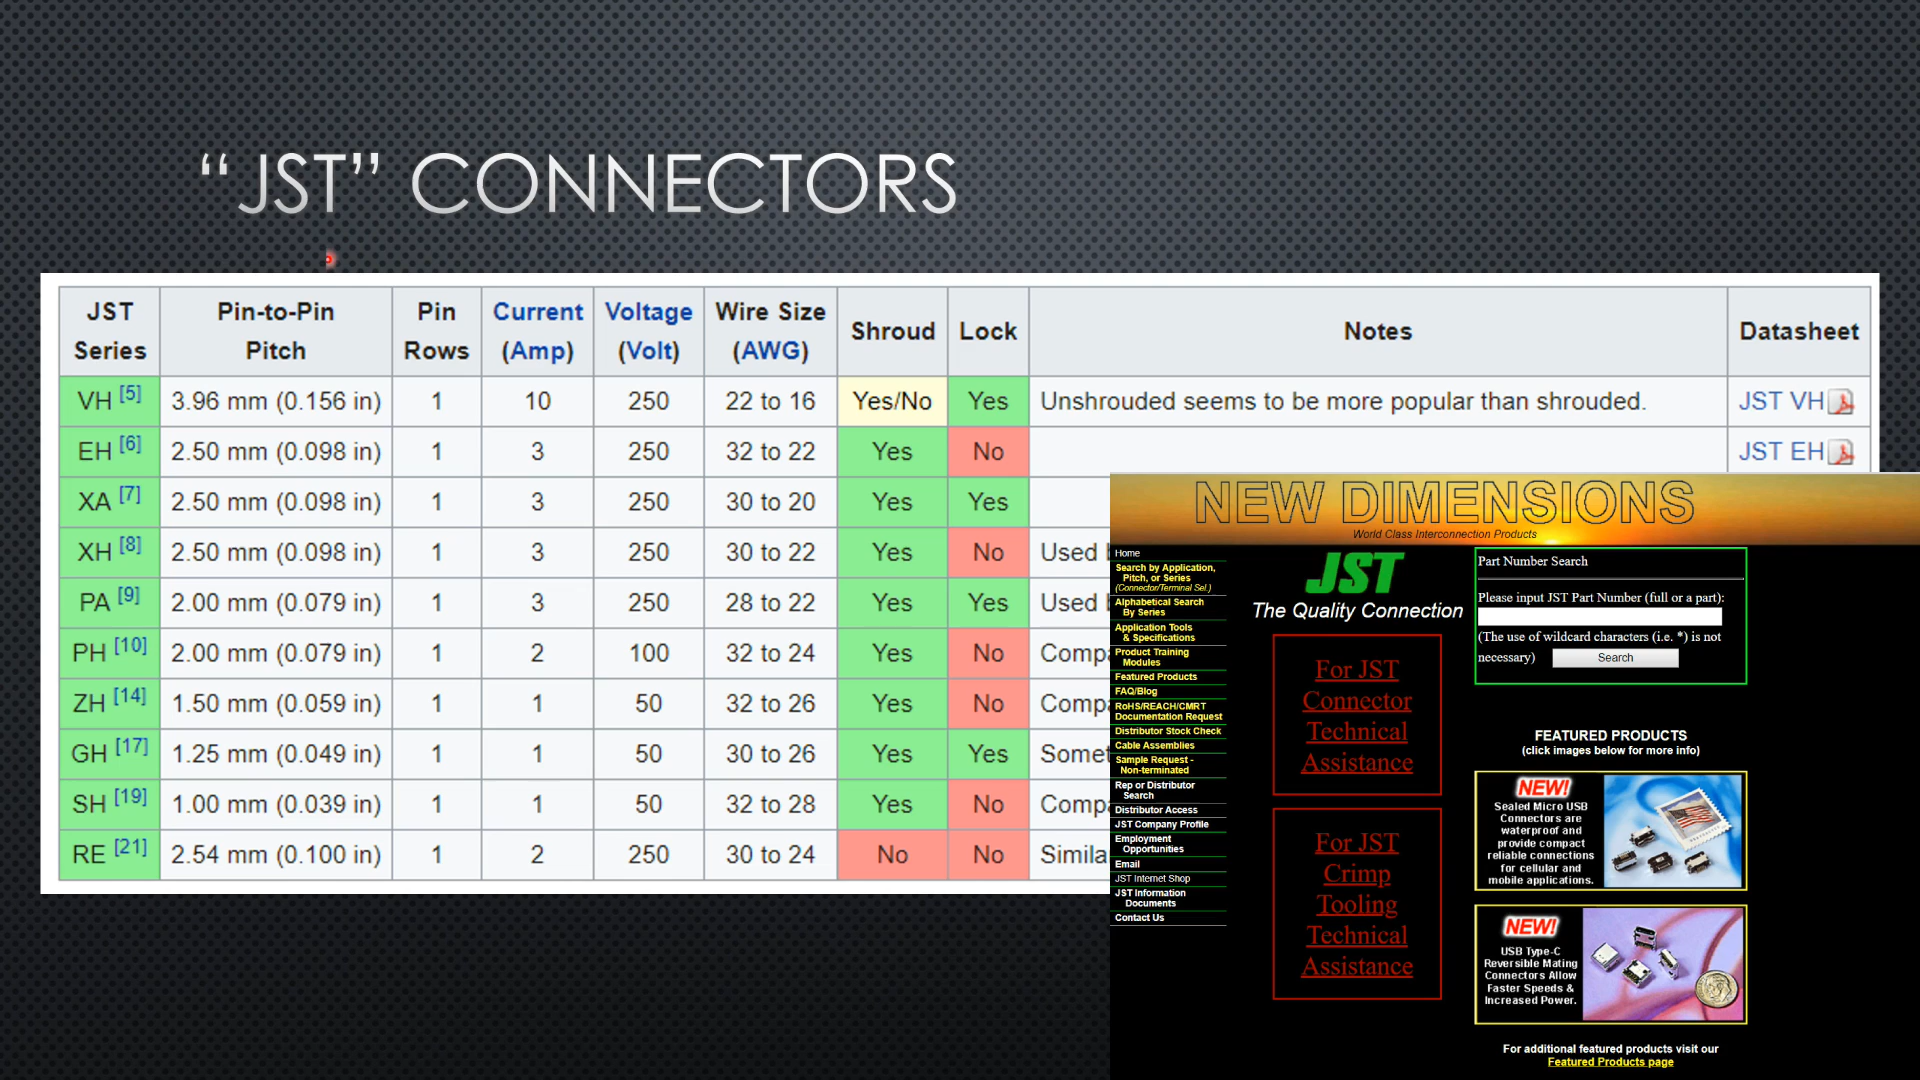 “JST” CONNECTORS
JST Series Pin-to-Pin Pitch Pin Rows Current (Amp) Voltage (Volt) Wire Size (AWG) Shroud Lock Notes Datasheet
VH [5] 3.96 mm (0.156 in) 1 10 250 22 to 16 Yes/No Yes Unshrouded seems to be more popular than shrouded. JST VH
EH [6] 2.50 mm (0.098 in) 1 3 250 32 to 22 Yes No JST EH
XA [7] 2.50 mm (0.098 in) 1 3 250 30 to 20 Yes Yes
XH [8] 2.50 mm (0.098 in) 1 3 250 30 to 22 Yes No Used
PA [9] 2.00 mm (0.079 in) 1 3 250 28 to 22 Yes Yes Used
PH [10] 2.00 mm (0.079 in) 1 2 100 32 to 24 Yes No Comp
ZH [14] 1.50 mm (0.059 in) 1 1 50 32 to 26 Yes No Comp
GH [17] 1.25 mm (0.049 in) 1 1 50 30 to 26 Yes Yes Somet
SH [19] 1.00 mm (0.039 in) 1 1 50 32 to 28 Yes No Comp
RE [21] 2.54 mm (0.100 in) 1 2 250 30 to 24 No No Simila
NEW DIMENSIONS
World Class Interconnection Products
Home
Search by Application,
Pitch, or Series
(Connector/Terminal Sel.)
Alphabetical Search
By Series
Application Tools
& Specifications
Product Training
Modules
Featured Products
FAQ/Blog
RoHS/REACH/CMRT
Documentation Request
Distributor Stock Check
Cable Assemblies
Sample Request -
Non-terminated
Rep or Distributor
Search
Distributor Access
JST Company Profile
Employment
Opportunities
Email
JST Internet Shop
JST Information
Documents
Contact Us
JST
The Quality Connection
For JST
Connector
Technical
Assistance
For JST
Crimp
Tooling
Technical
Assistance
Part Number Search
Please input JST Part Number (full or a part):
(The use of wildcard characters (i.e. *) is not
necessary) Search
FEATURED PRODUCTS
(click images below for more info)
NEW!
Sealed Micro USB
Connectors are
waterproof and
provide compact
reliable connections
for cellular and
mobile applications.
NEW!
USB Type-C
Reversible Mating
Connectors Allow
Faster Speeds &
Increased Power.
For additional featured products visit our
Featured Products page